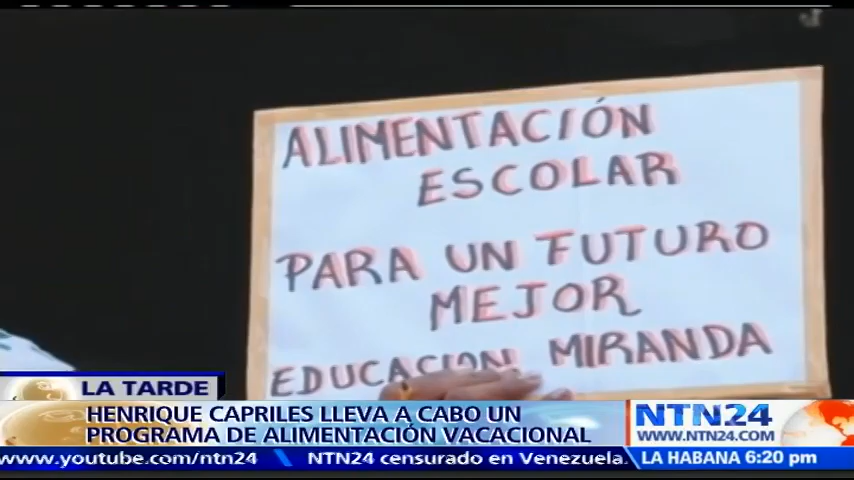 ALIMENTACIÓN
ESCOLAR
PARA UN FUTURO
MEJOR
EDUCACION MIRANDA
LA TARDE
HENRIQUE CAPRILES LLEVA A CABO UN
PROGRAMA DE ALIMENTACIÓN VACACIONAL
NTN24
WWW.NTN24.COM
www.youtube.com/ntn24 NTN24 censurado en Venezuela
LA HABANA 6:20 pm